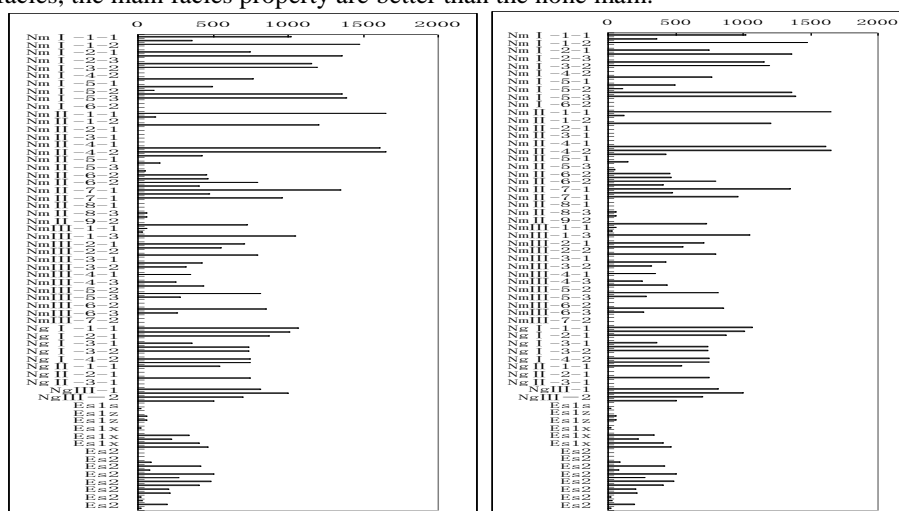 facies, the main facies property are better than the none main.
0 500 1000 1500 2000
Nm I -1-1
Nm I -1-2
Nm I -2-1
Nm I -2-3
Nm I -3-2
Nm I -4-2
Nm I -5-1
Nm I -5-2
Nm I -5-3
Nm I -6-2
Nm II -1-1
Nm II -1-2
Nm II -2-1
Nm II -3-1
Nm II -4-1
Nm II -4-2
Nm II -5-1
Nm II -5-3
Nm II -6-2
Nm II -6-2
Nm II -7-1
Nm II -7-1
Nm II -8-1
Nm II -8-3
Nm II -9-2
NmIII-1-1
NmIII-1-3
NmIII-2-1
NmIII-2-2
NmIII-3-1
NmIII-3-2
NmIII-4-1
NmIII-4-3
NmIII-5-2
NmIII-5-3
NmIII-6-2
NmIII-6-3
NmIII-7-2
Ng I -1-1
Ng I -2-1
Ng I -3-1
Ng I -3-2
Ng I -4-2
Ng II -1-1
Ng II -2-1
Ng II -3-1
NgIII-1
NgIII—2
Es1s
Es1z
Es1z
Es1x
Es1x
Es1x
Es2
Es2
Es2
Es2
Es2
Es2
Es2
Es2
0 500 1000 1500 2000
Nm I -1-1
Nm I -1-2
Nm I -2-1
Nm I -2-3
Nm I -3-2
Nm I -4-2
Nm I -5-1
Nm I -5-2
Nm I -5-3
Nm I -6-2
Nm II -1-1
Nm II -1-2
Nm II -2-1
Nm II -3-1
Nm II -4-1
Nm II -4-2
Nm II -5-1
Nm II -5-3
Nm II -6-2
Nm II -6-2
Nm II -7-1
Nm II -7-1
Nm II -8-1
Nm II -8-3
Nm II -9-2
NmIII-1-1
NmIII-1-3
NmIII-2-1
NmIII-2-2
NmIII-3-1
NmIII-3-2
NmIII-4-1
NmIII-4-3
NmIII-5-2
NmIII-5-3
NmIII-6-2
NmIII-6-3
NmIII-7-2
Ng I -1-1
Ng I -2-1
Ng I -3-1
Ng I -3-2
Ng I -4-2
Ng II -1-1
Ng II -2-1
Ng II -3-1
NgIII-1
NgIII—2
Es1s
Es1z
Es1z
Es1x
Es1x
Es1x
Es2
Es2
Es2
Es2
Es2
Es2
Es2
Es2